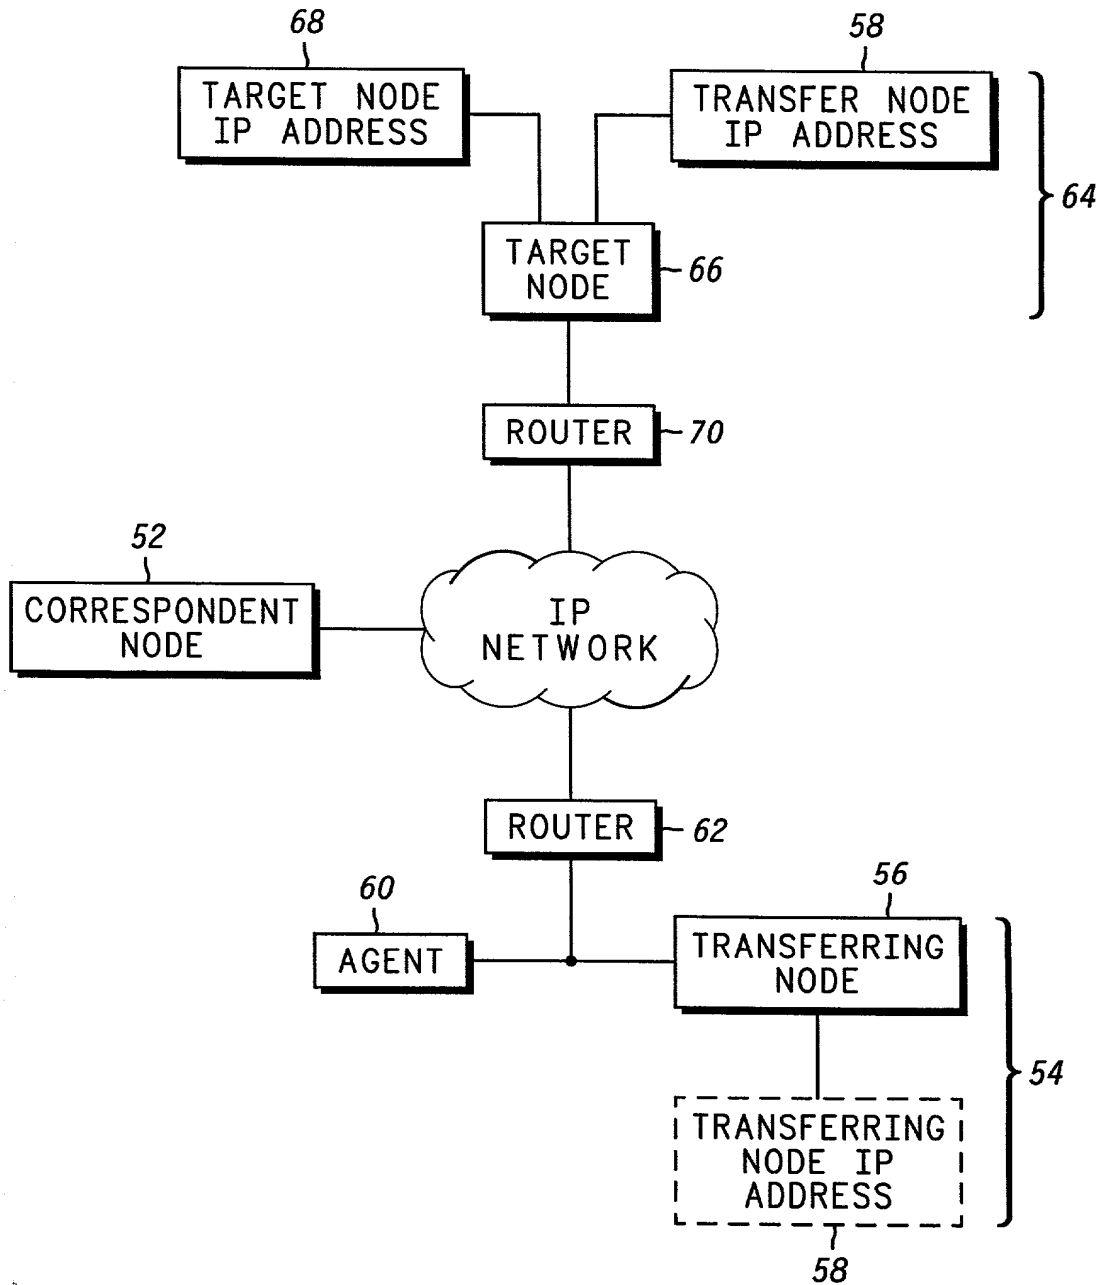 68
58
TARGET NODE
IP ADDRESS
TRANSFER NODE
IP ADDRESS
64
TARGET
NODE
66
ROUTER
70
52
CORRESPONDENT
NODE
IP
NETWORK
ROUTER
62
60
56
AGENT
TRANSFERRING
NODE
54
TRANSFERRING
NODE IP
ADDRESS
58